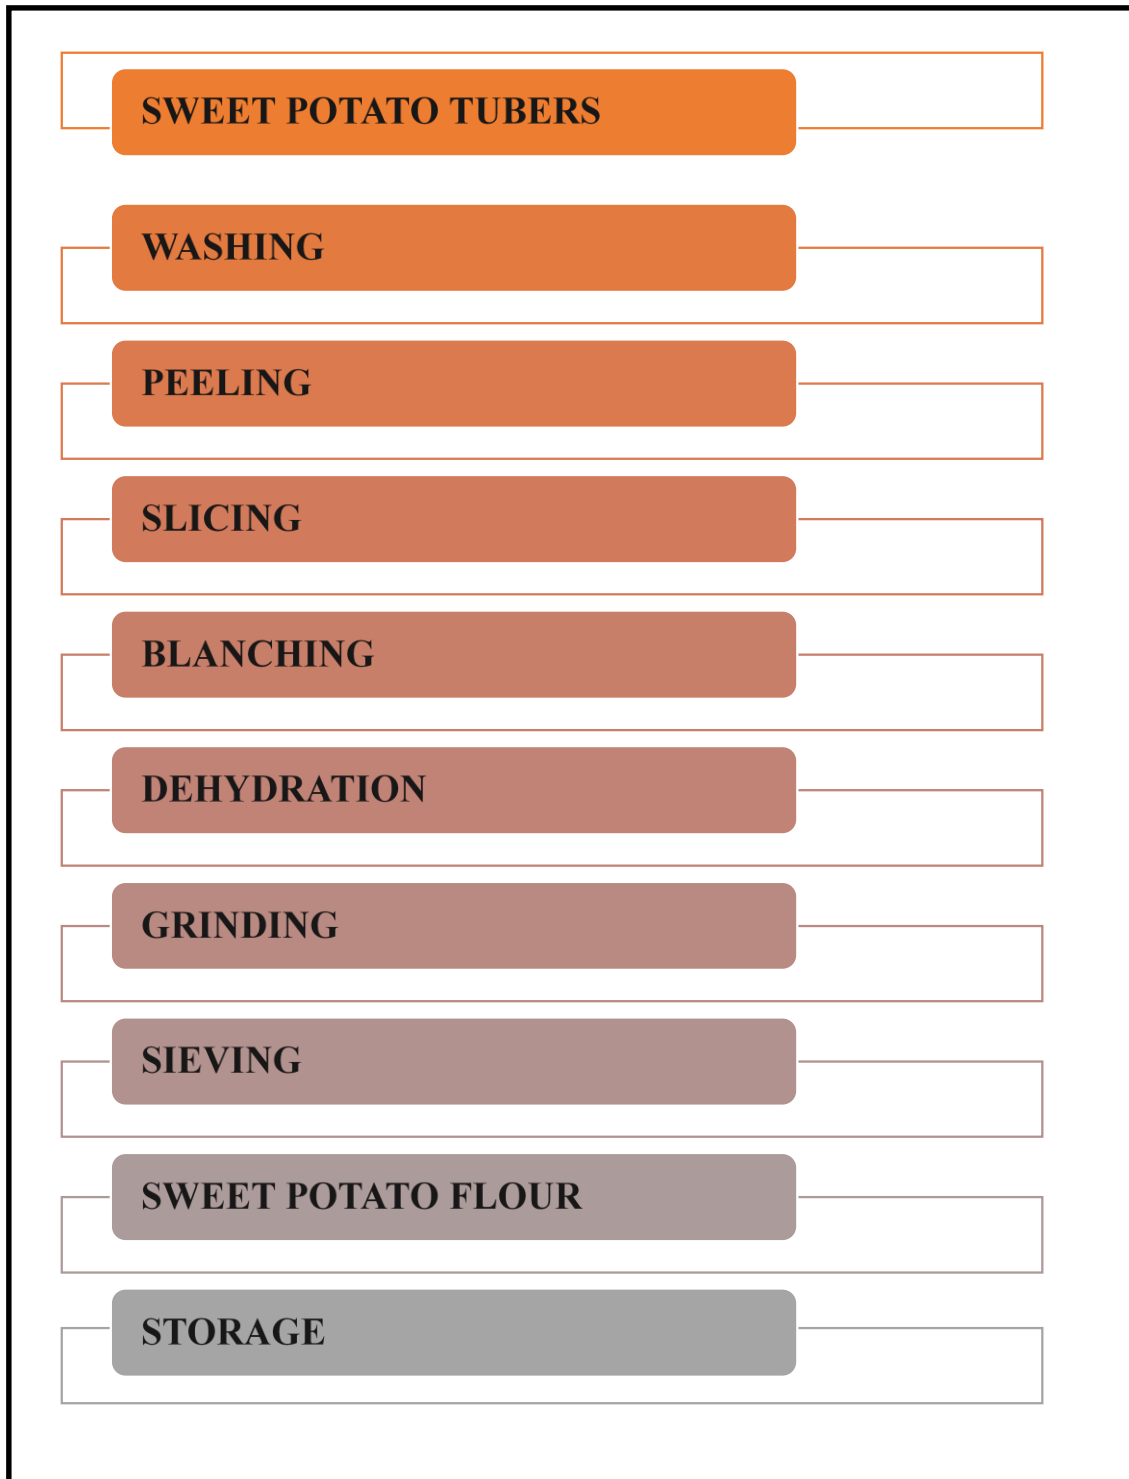 SWEET POTATO TUBERS
WASHING
PEELING
SLICING
BLANCHING
DEHYDRATION
GRINDING
SIEVING
SWEET POTATO FLOUR
STORAGE